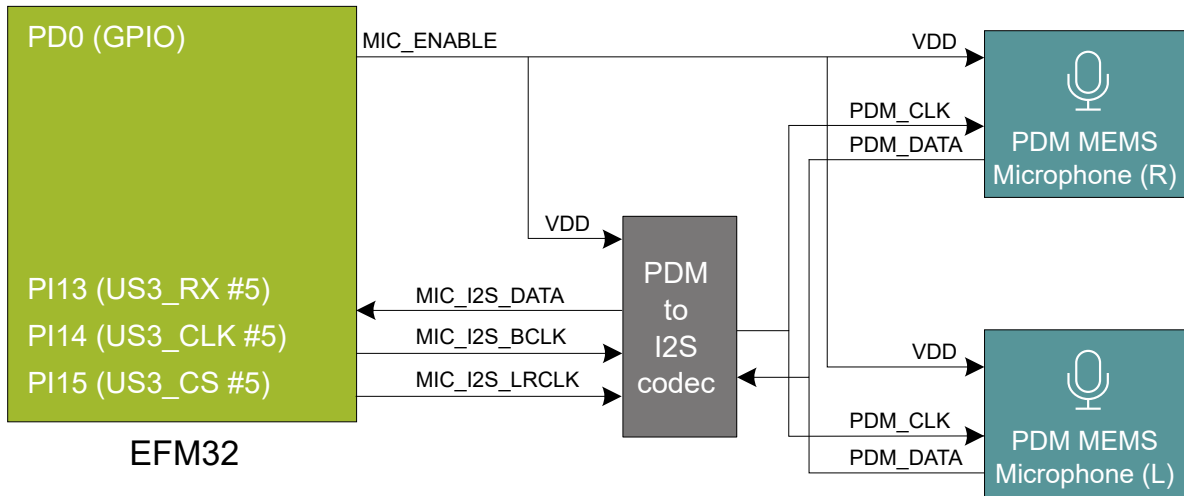 PD0 (GPIO)
MIC_ENABLE
VDD
PDM_CLK
PDM_DATA
PDM MEMS
Microphone (R)
VDD
PDM
to
I2S
codec
PI13 (US3_RX #5)
PI14 (US3_CLK #5)
PI15 (US3_CS #5)
MIC_I2S_DATA
MIC_I2S_BCLK
MIC_I2S_LRCLK
EFM32
VDD
PDM_CLK
PDM_DATA
PDM MEMS
Microphone (L)